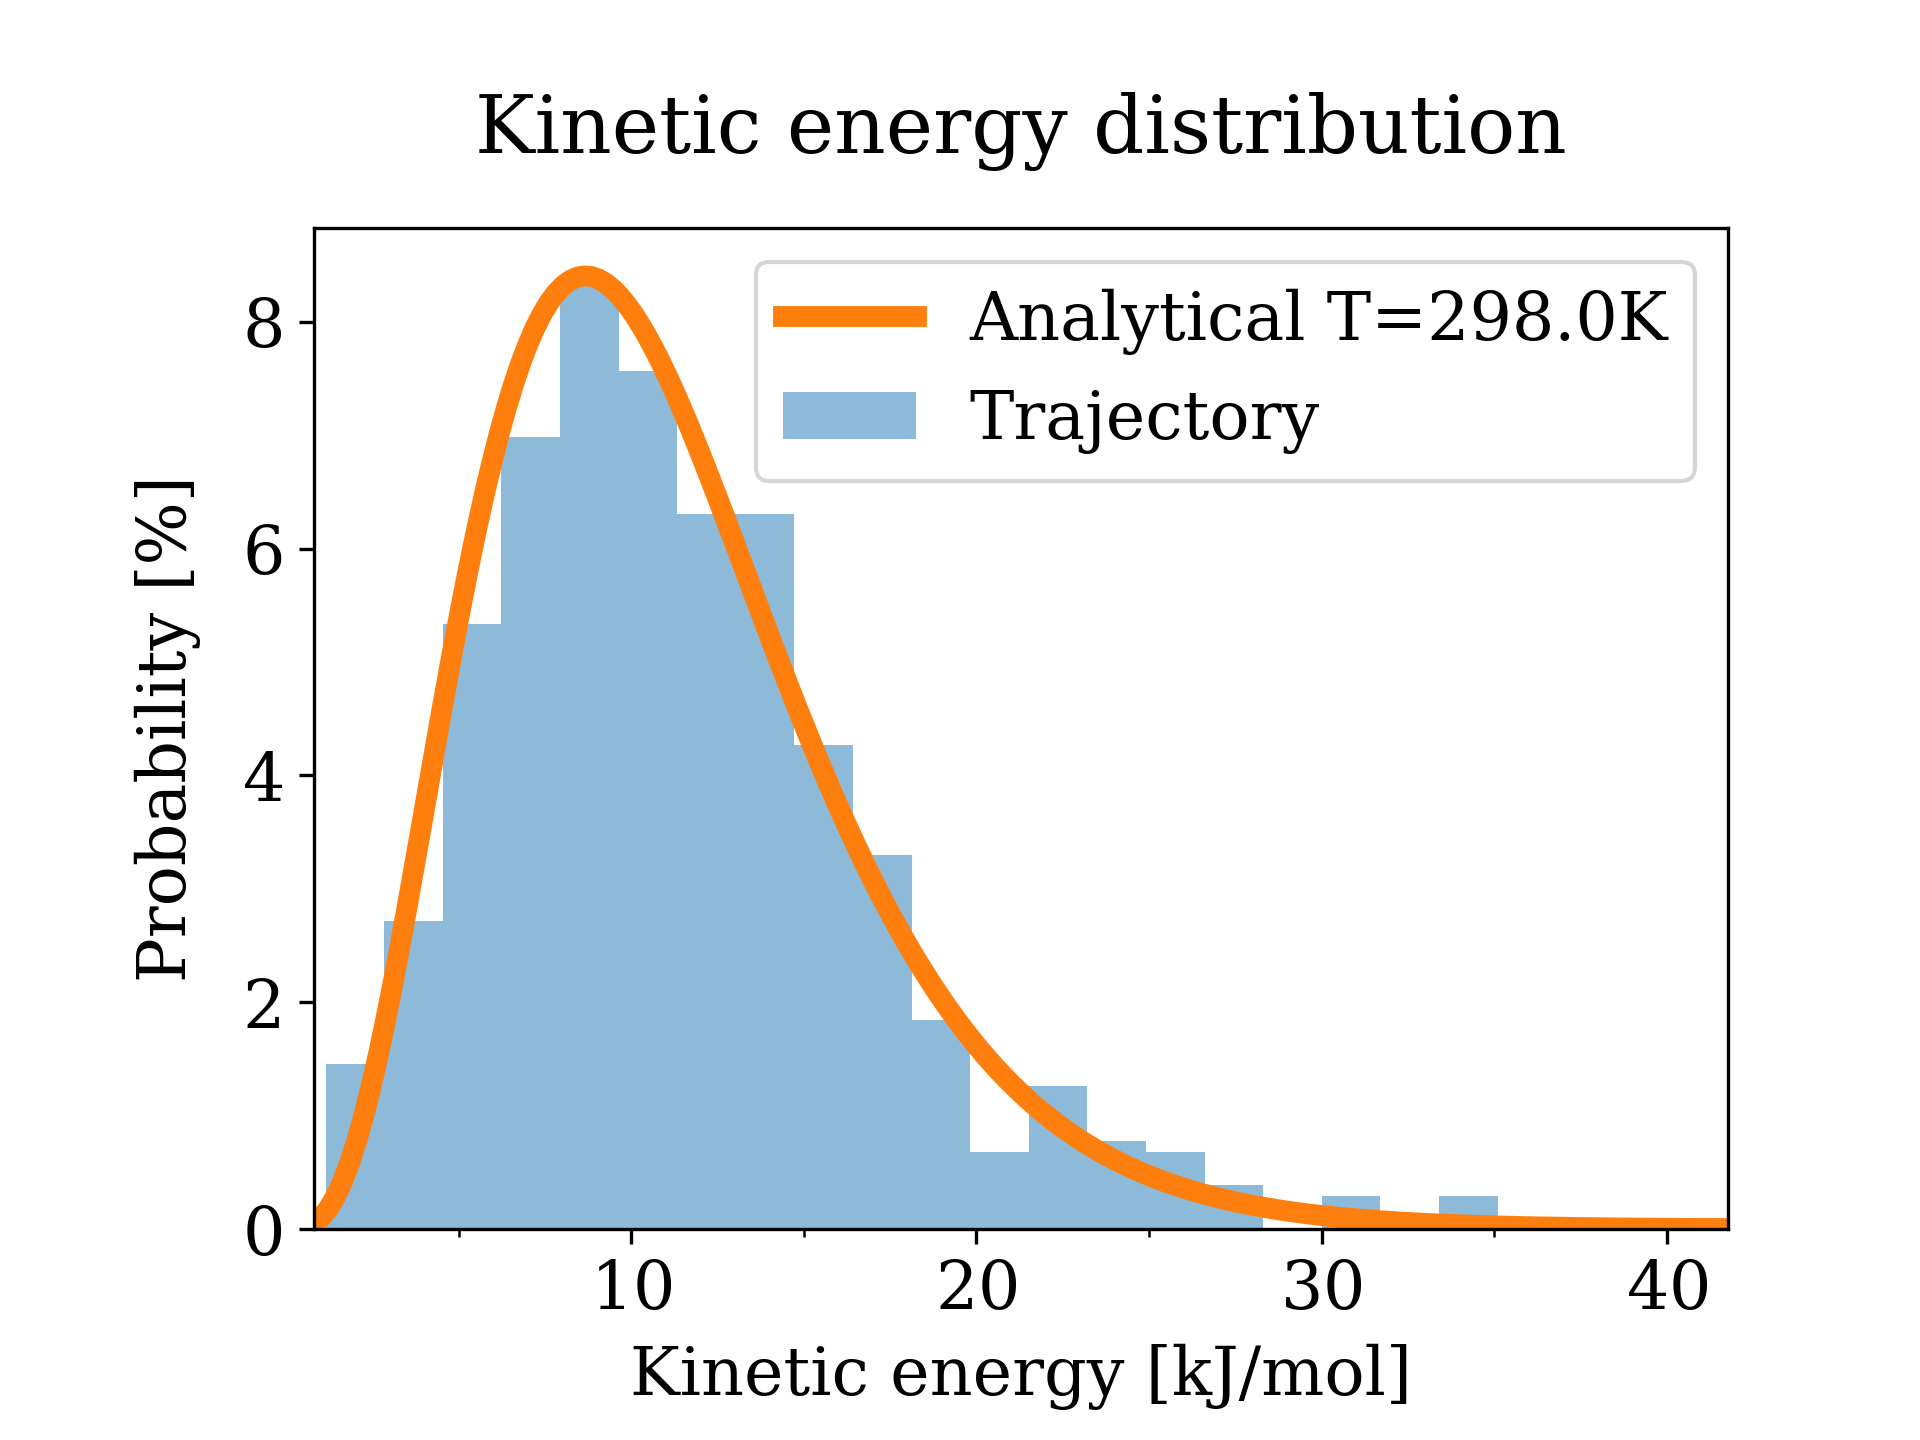 Kinetic energy distribution
Analytical T=298.0K
Trajectory
Probability [%]
8
6
4
2
0
10 20 30 40
Kinetic energy [kJ/mol]